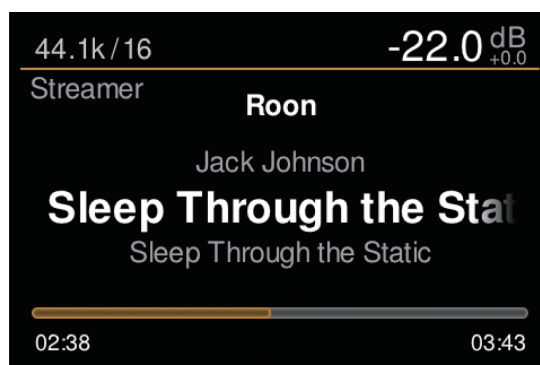 44.1k/16 -22.0 dB +0.0
Streamer
Roon
Jack Johnson
Sleep Through the Stat
Sleep Through the Static
02:38 03:43